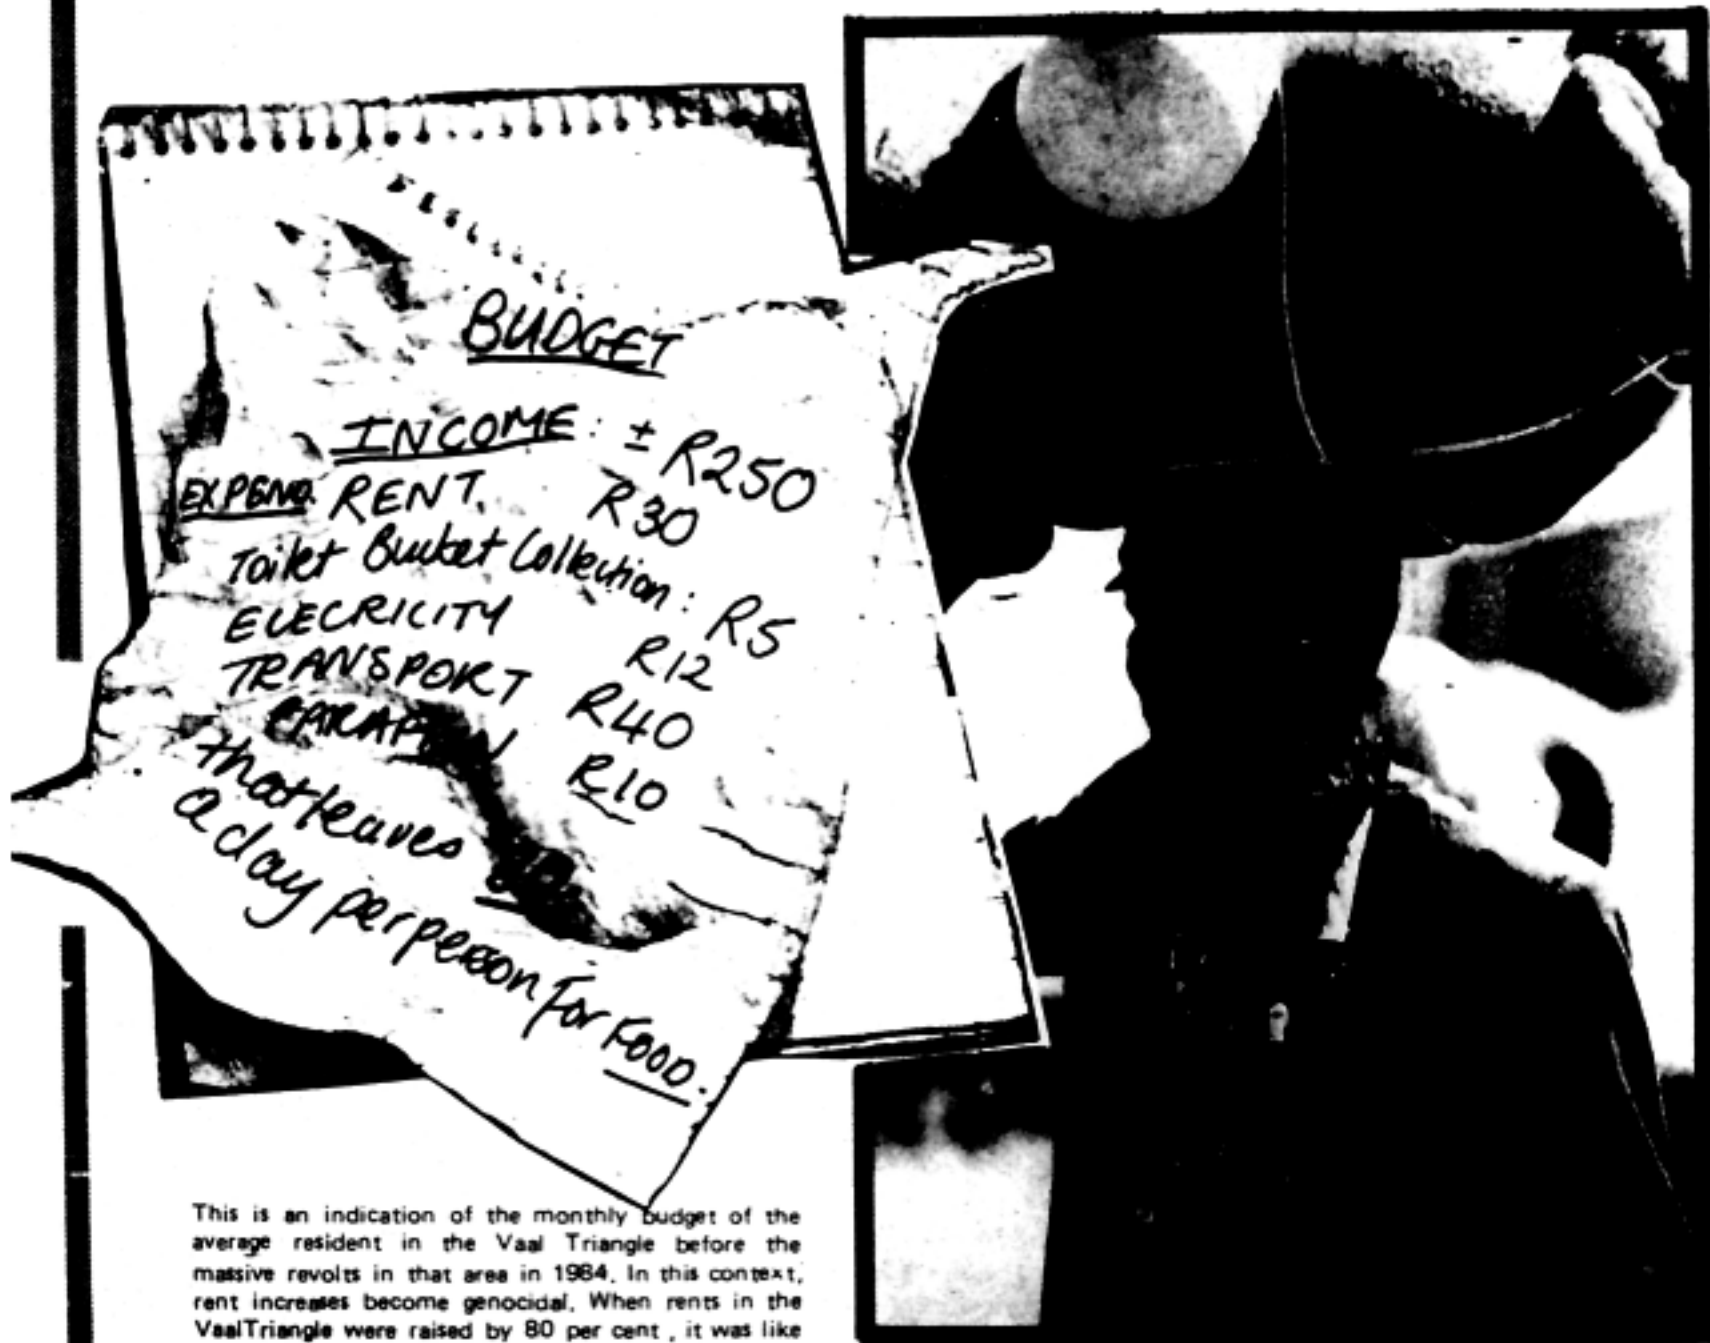 BUDGET
INCOME: ± R250
EXPEND. RENT. R30
Toilet Bucket Collection: R5
ELECRICITY R12
TRANSPORT R40
PARAFIN R10
that leaves
a day per person For FOOD.
This is an indication of the monthly budget of the
average resident in the Vaal Triangle before the
massive revolts in that area in 1984. In this context,
rent increases become genocidal. When rents in the
VaalTriangle were raised by 80 per cent , it was like